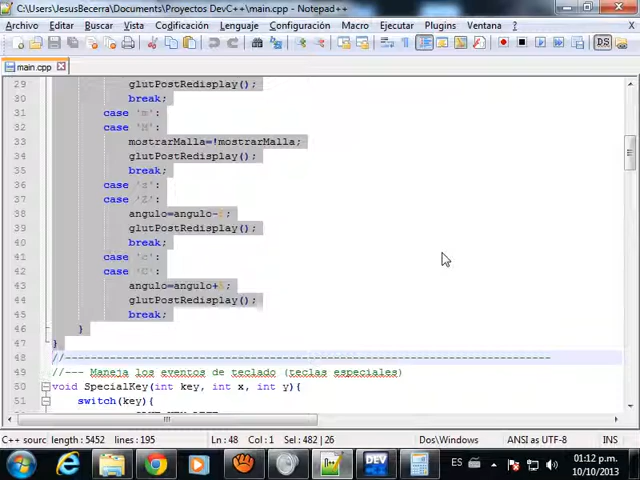 C:\Users\JesusBecerra\Documents\Proyectos DevC++\main.cpp - Notepad++
Archivo Editar Buscar Vista Codificación Lenguaje Configuración Macro Ejecutar Plugins Ventana ?
main.cpp
29 glutPostRedisplay();
30 break;
31 case 'm':
32 case 'M':
33 mostrarMalla=!mostrarMalla;
34 glutPostRedisplay();
35 break;
36 case 'z':
37 case 'Z':
38 angulo=angulo-
39 glutPostRedisplay();
40 break;
41 case 'c':
42 case 'C':
43 angulo=angulo+
44 glutPostRedisplay();
45 break;
46 }
47 }
48 //------------------------------------------------------------------------------
49 //--- Maneja los eventos de teclado (teclas especiales)
50 void SpecialKey(int key, int x, int y){
51 switch(key){
C++ sourc length : 5452 lines : 195 Ln : 48 Col : 1 Sel : 482 | 26 Dos\Windows ANSI as UTF-8 INS
DEV
ES
01:12 p.m.
10/10/2013